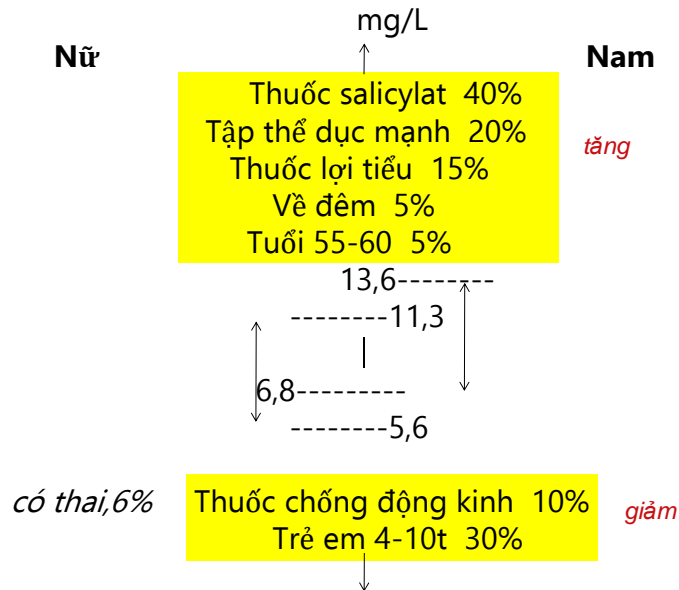 mg/L
Nữ
Nam
Thuốc salicylat 40%
Tập thể dục mạnh 20%
tăng
Thuốc lợi tiểu 15%
Về đêm 5%
Tuổi 55-60 5%
13,6--------
--------11,3
6,8---------
--------5,6
có thai,6%
Thuốc chống động kinh 10%
giảm
Trẻ em 4-10t 30%